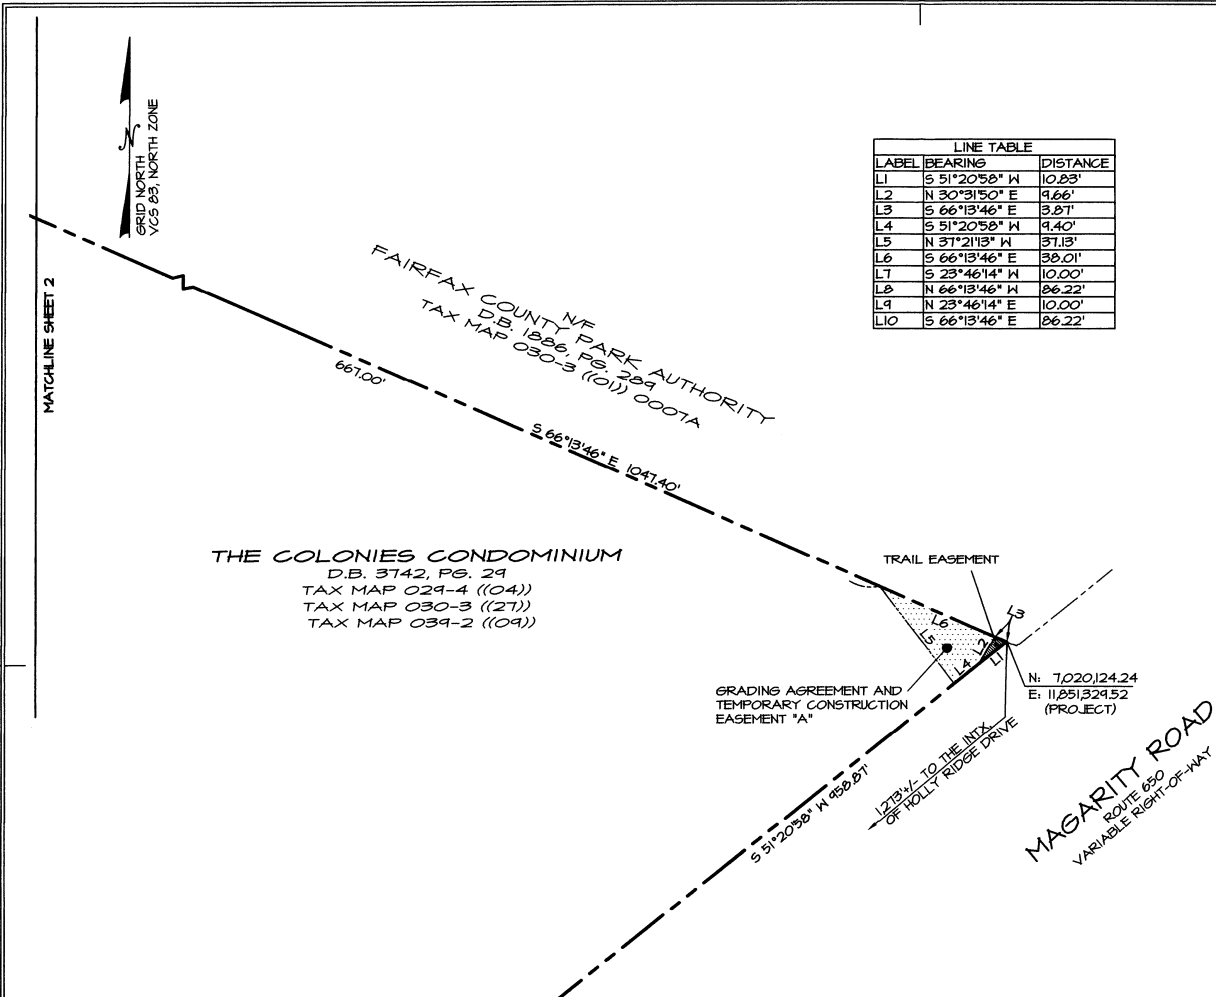 N
GRID NORTH
VCS 83, NORTH ZONE
MATCHLINE SHEET 2
LINE TABLE
LABEL BEARING DISTANCE
L1 S 51°20'58" W 10.83'
L2 N 30°31'50" E 9.66'
L3 S 66°13'46" E 3.87'
L4 S 51°20'58" W 9.40'
L5 N 37°21'13" W 37.13'
L6 S 66°13'46" E 38.01'
L7 S 23°46'14" W 10.00'
L8 N 66°13'46" W 86.22'
L9 N 23°46'14" E 10.00'
L10 S 66°13'46" E 86.22'
N/F
FAIRFAX COUNTY PARK AUTHORITY
D.B. 1886, PG. 289
TAX MAP 030-3 ((01)) 0007A
667.00'
S 66°13'46" E 1047.40'
THE COLONIES CONDOMINIUM
D.B. 3742, PG. 29
TAX MAP 029-4 ((04))
TAX MAP 030-3 ((27))
TAX MAP 039-2 ((09))
TRAIL EASEMENT
L3
L6
L5
L2
L4
L1
GRADING AGREEMENT AND
TEMPORARY CONSTRUCTION
EASEMENT "A"
N: 7,020,124.24
E: 11,851,329.52
(PROJECT)
1,273'+/- TO THE INTX.
OF HOLLY RIDGE DRIVE
S 51°20'58" W 958.87'
MAGARITY ROAD
ROUTE 650
VARIABLE RIGHT-OF-WAY